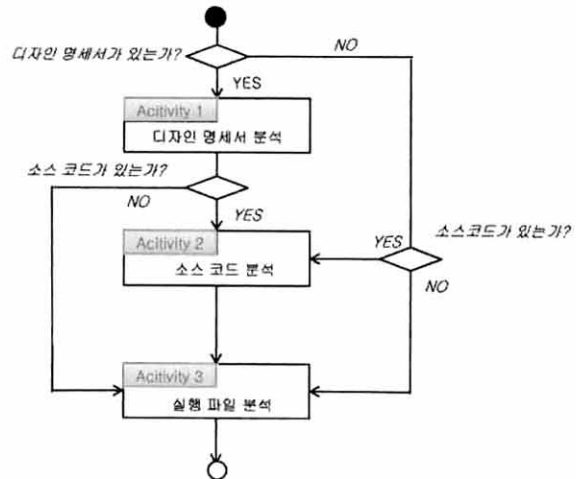 디자인 명세서가 있는가?
NO
YES
Acitivity 1
디자인 명세서 분석
소스 코드가 있는가?
NO
YES
소스코드가 있는가?
Acitivity 2
YES
소스 코드 분석
NO
Acitivity 3
실행 파일 분석